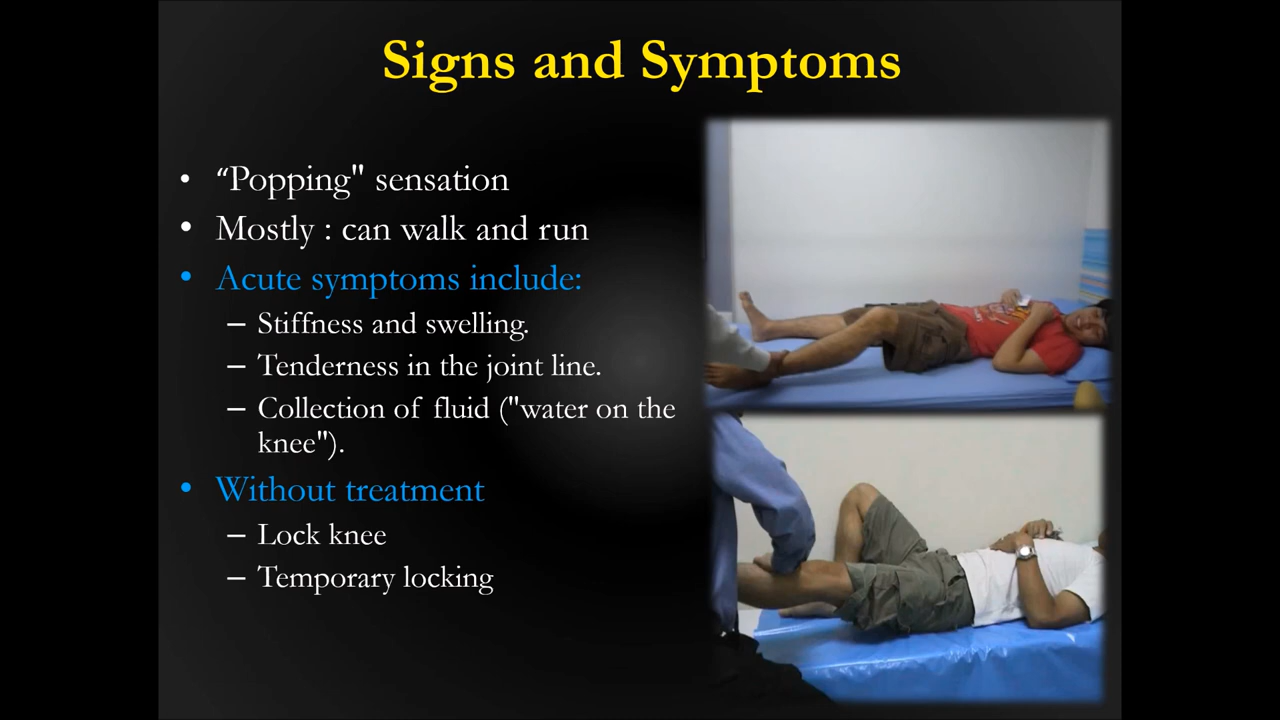 Signs and Symptoms
• “Popping" sensation
• Mostly : can walk and run
• Acute symptoms include:
– Stiffness and swelling.
– Tenderness in the joint line.
– Collection of fluid ("water on the
knee").
• Without treatment
– Lock knee
– Temporary locking